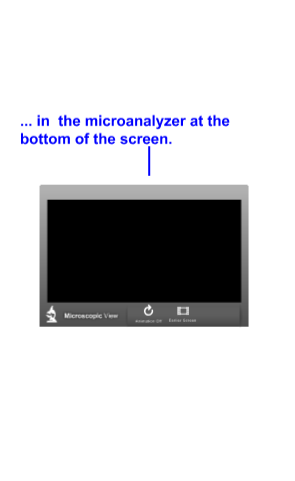 ... in the microanalyzer at the
bottom of the screen.
Microscopic View
Animation Off
Entire Screen